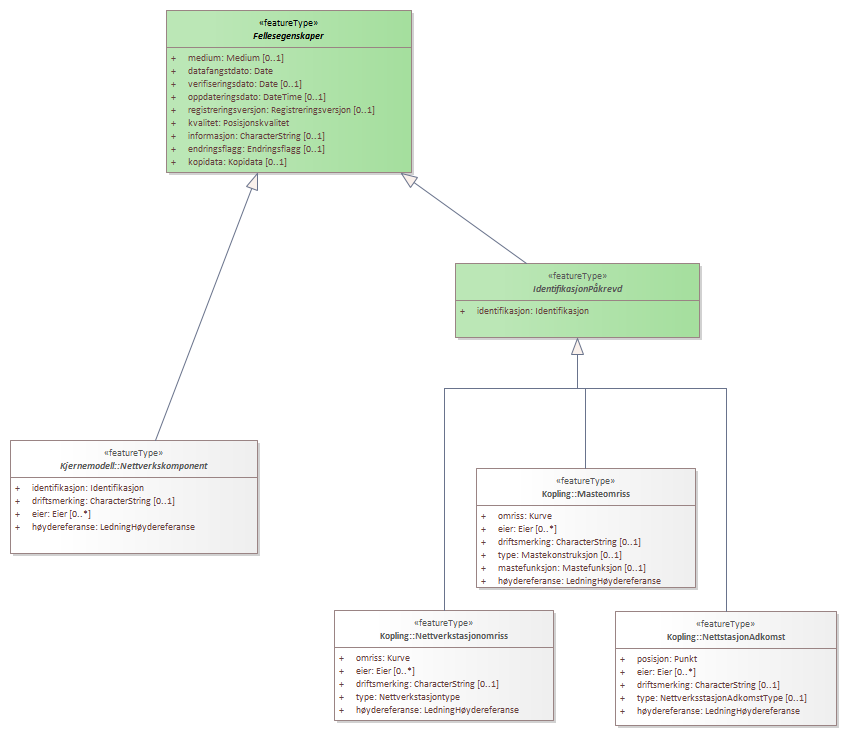 «featureType»
Fellesegenskaper
+ medium: Medium [0..1]
+ datafangstdato: Date
+ verifiseringsdato: Date [0..1]
+ oppdateringsdato: DateTime [0..1]
+ registreringsversjon: Registreringsversjon [0..1]
+ kvalitet: Posisjonskvalitet
+ informasjon: CharacterString [0..1]
+ endringsflagg: Endringsflagg [0..1]
+ kopidata: Kopidata [0..1]
«featureType»
IdentifikasjonPåkrevd
+ identifikasjon: Identifikasjon
«featureType»
Kjernemodell::Nettverkskomponent
+ identifikasjon: Identifikasjon
+ driftsmerking: CharacterString [0..1]
+ eier: Eier [0..*]
+ høydereferanse: LedningHøydereferanse
«featureType»
Kopling::Masteomriss
+ omriss: Kurve
+ eier: Eier [0..*]
+ driftsmerking: CharacterString [0..1]
+ type: Mastekonstruksjon [0..1]
+ mastefunksjon: Mastefunksjon [0..1]
+ høydereferanse: LedningHøydereferanse
«featureType»
Kopling::Nettverkstasjonomriss
+ omriss: Kurve
+ eier: Eier [0..*]
+ driftsmerking: CharacterString [0..1]
+ type: Nettverkstasjontype
+ høydereferanse: LedningHøydereferanse
«featureType»
Kopling::NettstasjonAdkomst
+ posisjon: Punkt
+ eier: Eier [0..*]
+ driftsmerking: CharacterString [0..1]
+ type: NettverksstasjonAdkomstType [0..1]
+ høydereferanse: LedningHøydereferanse